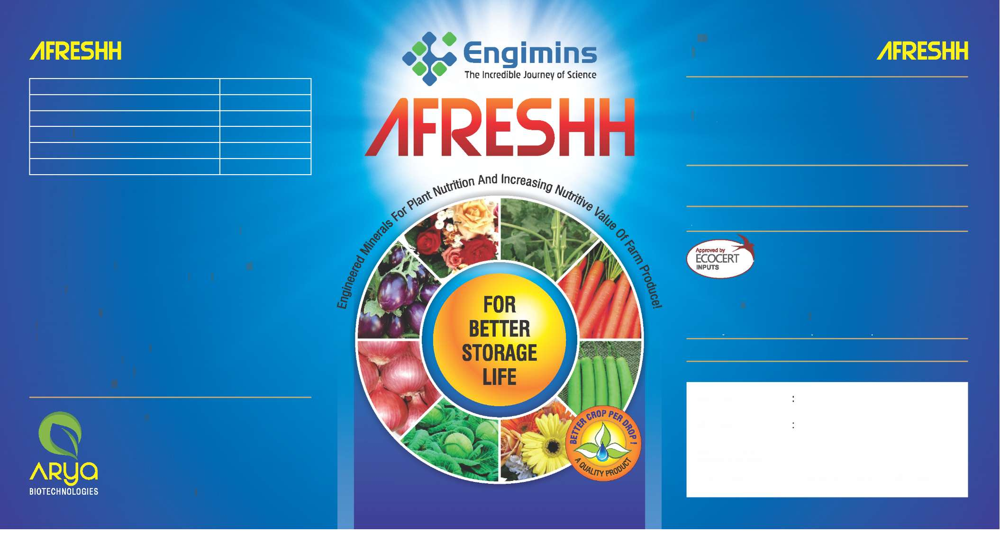 AFRESHH
ARYA
BIOTECHNOLOGIES
Engimins
The Incredible Journey of Science
AFRESHH
Engineered Minerals For Plant Nutrition And Increasing Nutritive Value Of Farm Produce!
FOR
BETTER
STORAGE
LIFE
BETTER CROP PER DROP !
A QUALITY PRODUCT
AFRESHH
Approved by
ECOCERT
INPUTS
:
: